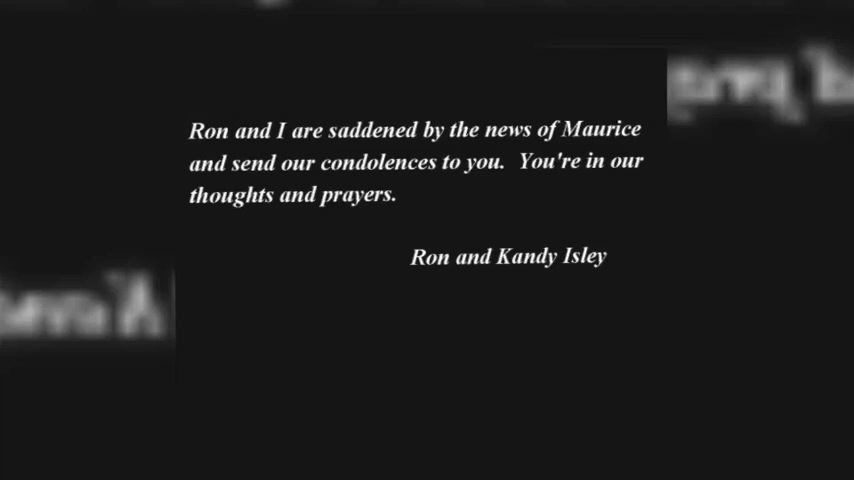 Ron and I are saddened by the news of Maurice
and send our condolences to you. You're in our
thoughts and prayers.
Ron and Kandy Isley